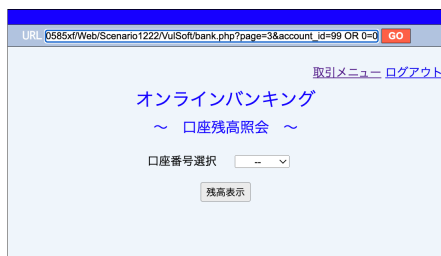 URL 0585xf/Web/Scenario1222/VulSoft/bank.php?page=3&account_id=99 OR 0=0 GO
取引メニュー ログアウト
オンラインバンキング
～ 口座残高照会 ～
口座番号選択 --
残高表示